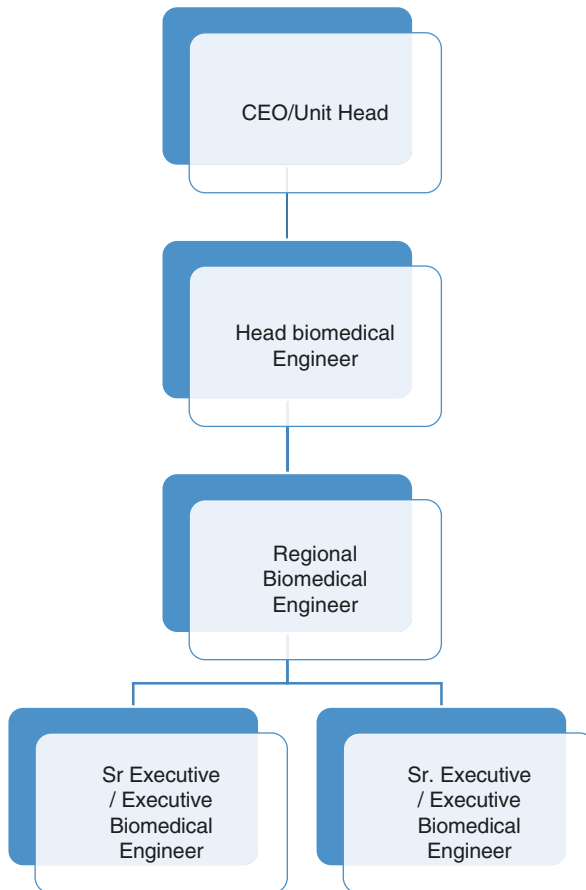 CEO/Unit Head
Head biomedical
Engineer
Regional
Biomedical
Engineer
Sr Executive
/ Executive
Biomedical
Engineer
Sr. Executive
/ Executive
Biomedical
Engineer